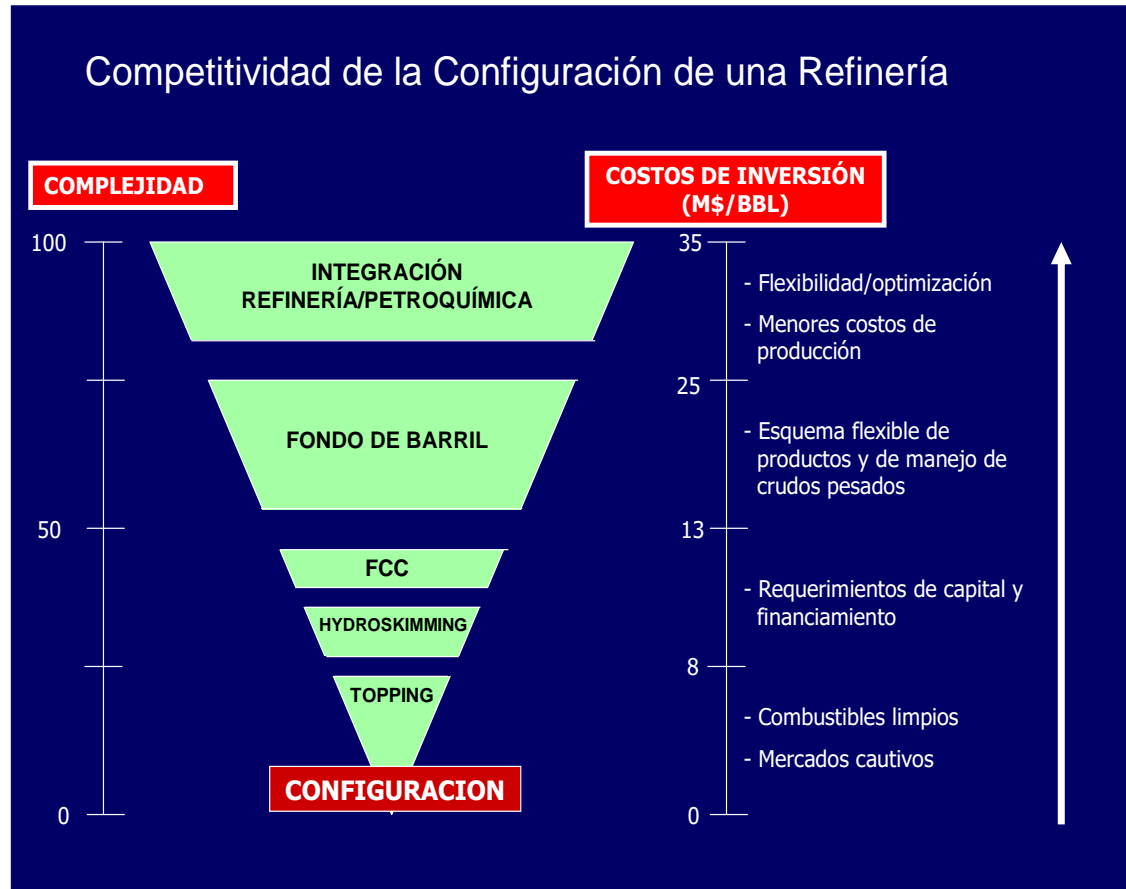 Competitividad de la Configuración de una Refinería
COMPLEJIDAD
COSTOS DE INVERSIÓN
(M$/BBL)
100
INTEGRACIÓN
REFINERÍA/PETROQUÍMICA
35
- Flexibilidad/optimización
- Menores costos de
producción
25
FONDO DE BARRIL
- Esquema flexible de
productos y de manejo de
crudos pesados
50
13
FCC
- Requerimientos de capital y
financiamiento
HYDROSKIMMING
8
TOPPING
- Combustibles limpios
- Mercados cautivos
CONFIGURACION
0
0